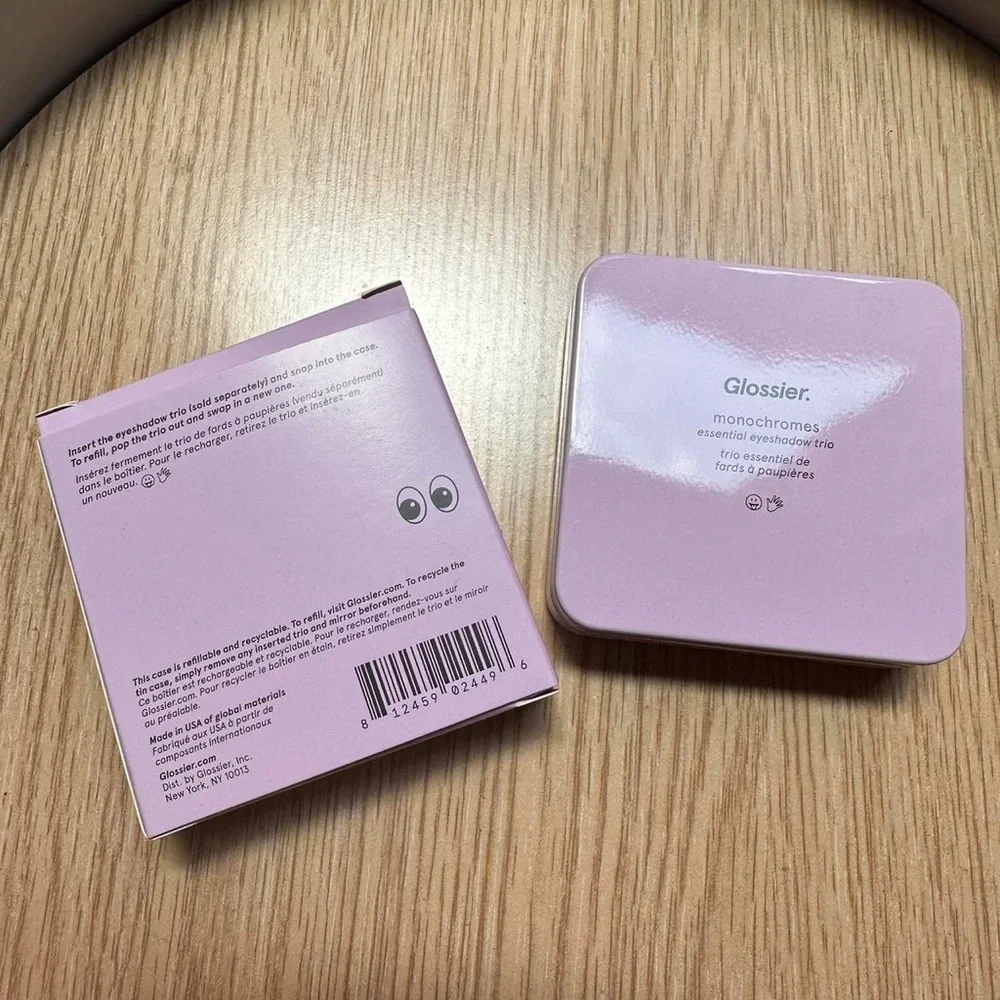 Insert the eyeshadow trio (sold separately) and snap into the case.
To refill, pop the trio out and swap in a new one.
Insérez fermement le trio de fards à paupières (vendu séparément)
dans le boîtier. Pour le recharger, retirez le trio et insérez-en
un nouveau.
This case is refillable and recyclable. To refill, visit Glossier.com. To recycle the
tin case, simply remove any inserted trio and mirror beforehand.
Ce boîtier est rechargeable et recyclable. Pour le recharger, rendez-vous sur
Glossier.com. Pour recycler le boîtier en étain, retirez simplement le trio et le miroir
au préalable.
Made in USA of global materials
Fabriqué aux USA à partir de
composants internationaux
Glossier.com
Dist. by Glossier, Inc.
New York, NY 10013
8 12459 02449 6
Glossier.
monochromes
essential eyeshadow trio
trio essentiel de
fards à paupières